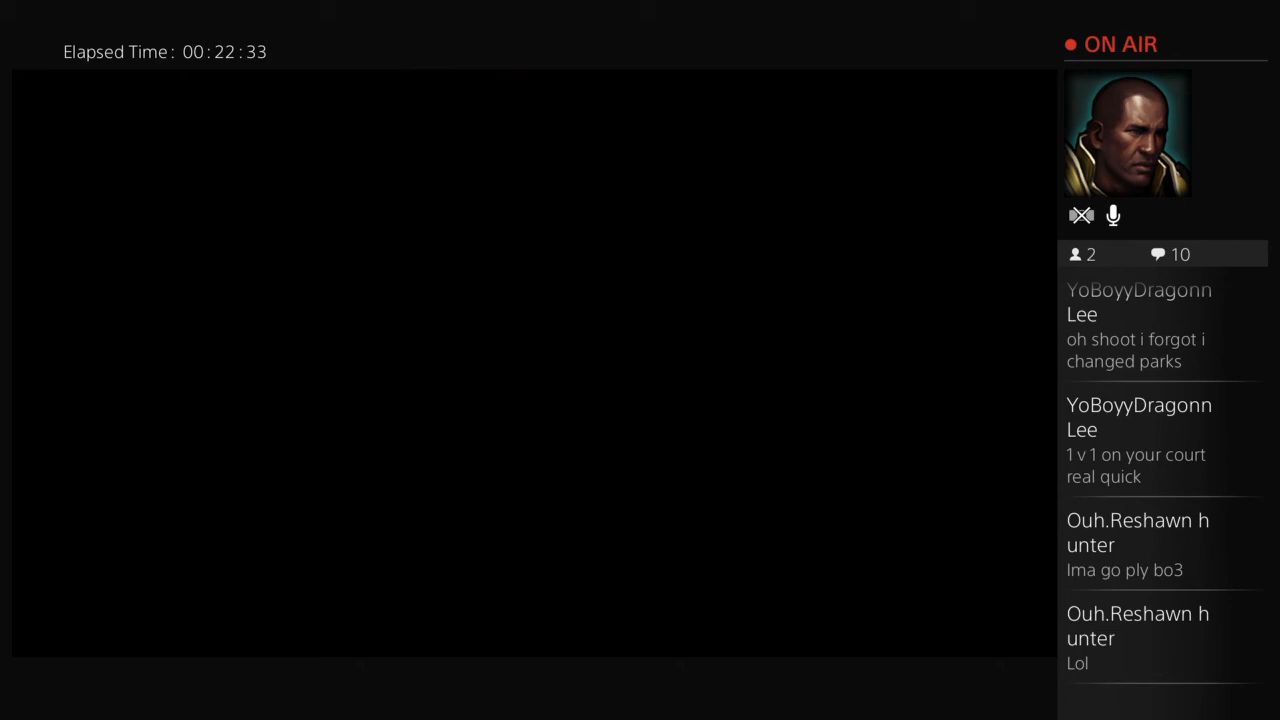 Elapsed Time: 00:22:33
ON AIR
2 10
YoBoyyDragonn
Lee
oh shoot i forgot i
changed parks
YoBoyyDragonn
Lee
1 v 1 on your court
real quick
Ouh.Reshawn h
unter
Ima go ply bo3
Ouh.Reshawn h
unter
Lol